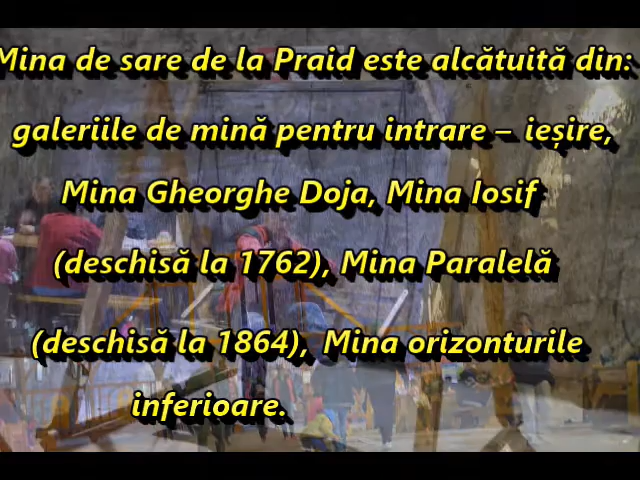 Mina de sare de la Praid este alcătuită din:
galeriile de mină pentru intrare – ieșire,
Mina Gheorghe Doja, Mina Iosif
(deschisă la 1762), Mina Paralelă
(deschisă la 1864), Mina orizonturile
inferioare.